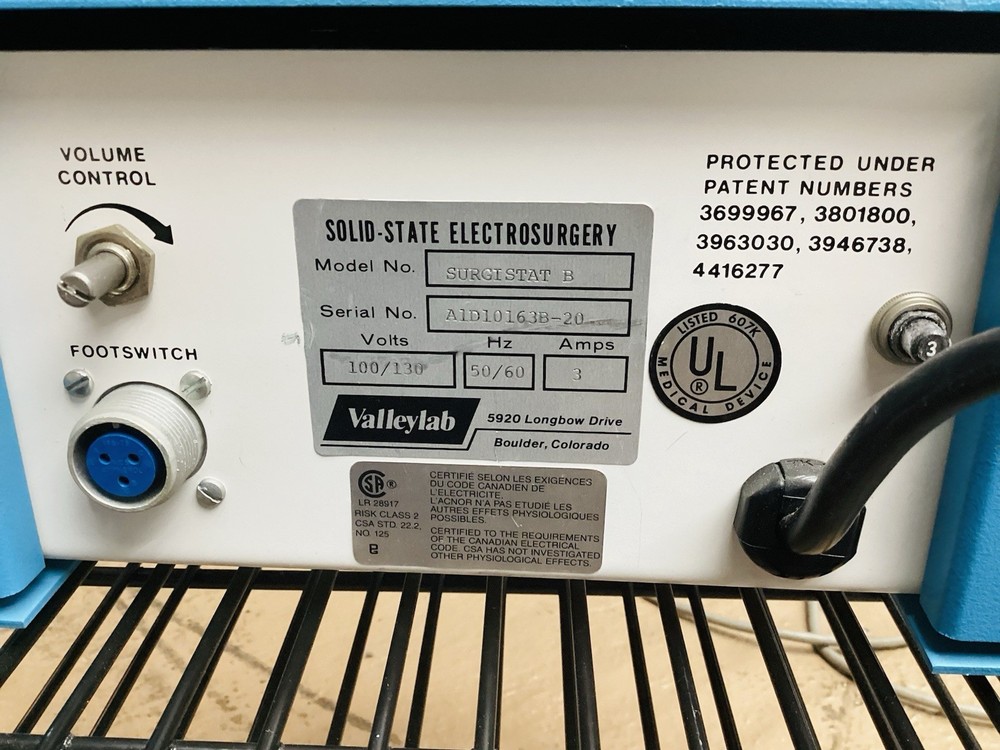 VOLUME
CONTROL
FOOTSWITCH
SOLID-STATE ELECTROSURGERY
Model No. SURGISTAT B
Serial No. A1D10163B-20
Volts Hz Amps
100/130 50/60 3
Valleylab
5920 Longbow Drive
Boulder, Colorado
PROTECTED UNDER
PATENT NUMBERS
3699967, 3801800,
3963030, 3946738,
4416277
LISTED 607K
UL
®
MEDICAL DEVICE
3
SA ®
LR 28917
RISK CLASS 2
CSA STD. 22.2,
NO. 125
CERTIFIÉ SELON LES EXIGENCES
DU CODE CANADIEN DE
L'ELECTRICITE.
L'ACNOR N'A PAS ETUDIÉ LES
AUTRES EFFETS PHYSIOLOGIQUES
POSSIBLES.
CERTIFIED TO THE REQUIREMENTS
OF THE CANADIAN ELECTRICAL
CODE. CSA HAS NOT INVESTIGATED
OTHER PHYSIOLOGICAL EFFECTS.